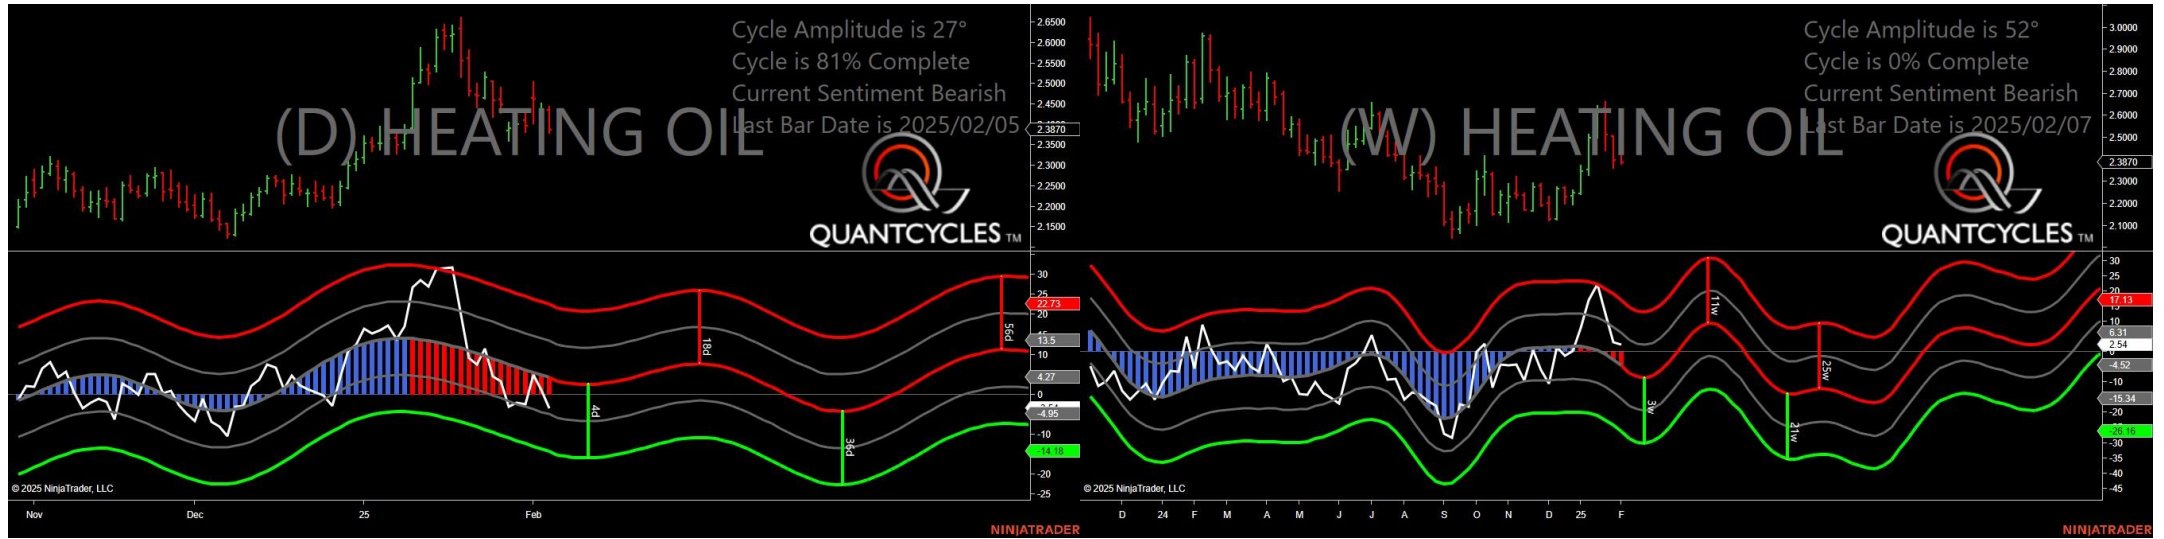 Cycle Amplitude is 27°
Cycle is 81% Complete
Current Sentiment Bearish
Last Bar Date is 2025/02/05
(D) HEATING OIL
QUANTCYCLES TM
2.6500
2.6000
2.5500
2.5000
2.4500
2.4000
2.3870
2.3500
2.3000
2.2500
2.2000
2.1500
30
25
22.73
20
13.5
10
4.27
0
-4.95
-10
-14.18
-20
-25
4d
18d
36d
56d
© 2025 NinjaTrader, LLC
Nov
Dec
25
Feb
NINJATRADER
Cycle Amplitude is 52°
Cycle is 0% Complete
Current Sentiment Bearish
Last Bar Date is 2025/02/07
(W) HEATING OIL
QUANTCYCLES TM
3.0000
2.9000
2.8000
2.7000
2.6000
2.5000
2.3870
2.3000
2.2000
2.1000
30
25
20
17.13
10
6.31
2.54
0
-4.52
-10
-15.34
-20
-26.16
-30
-35
-40
-45
3w
11w
21w
25w
© 2025 NinjaTrader, LLC
D
24
F
M
A
M
J
J
A
S
O
N
D
25
F
NINJATRADER